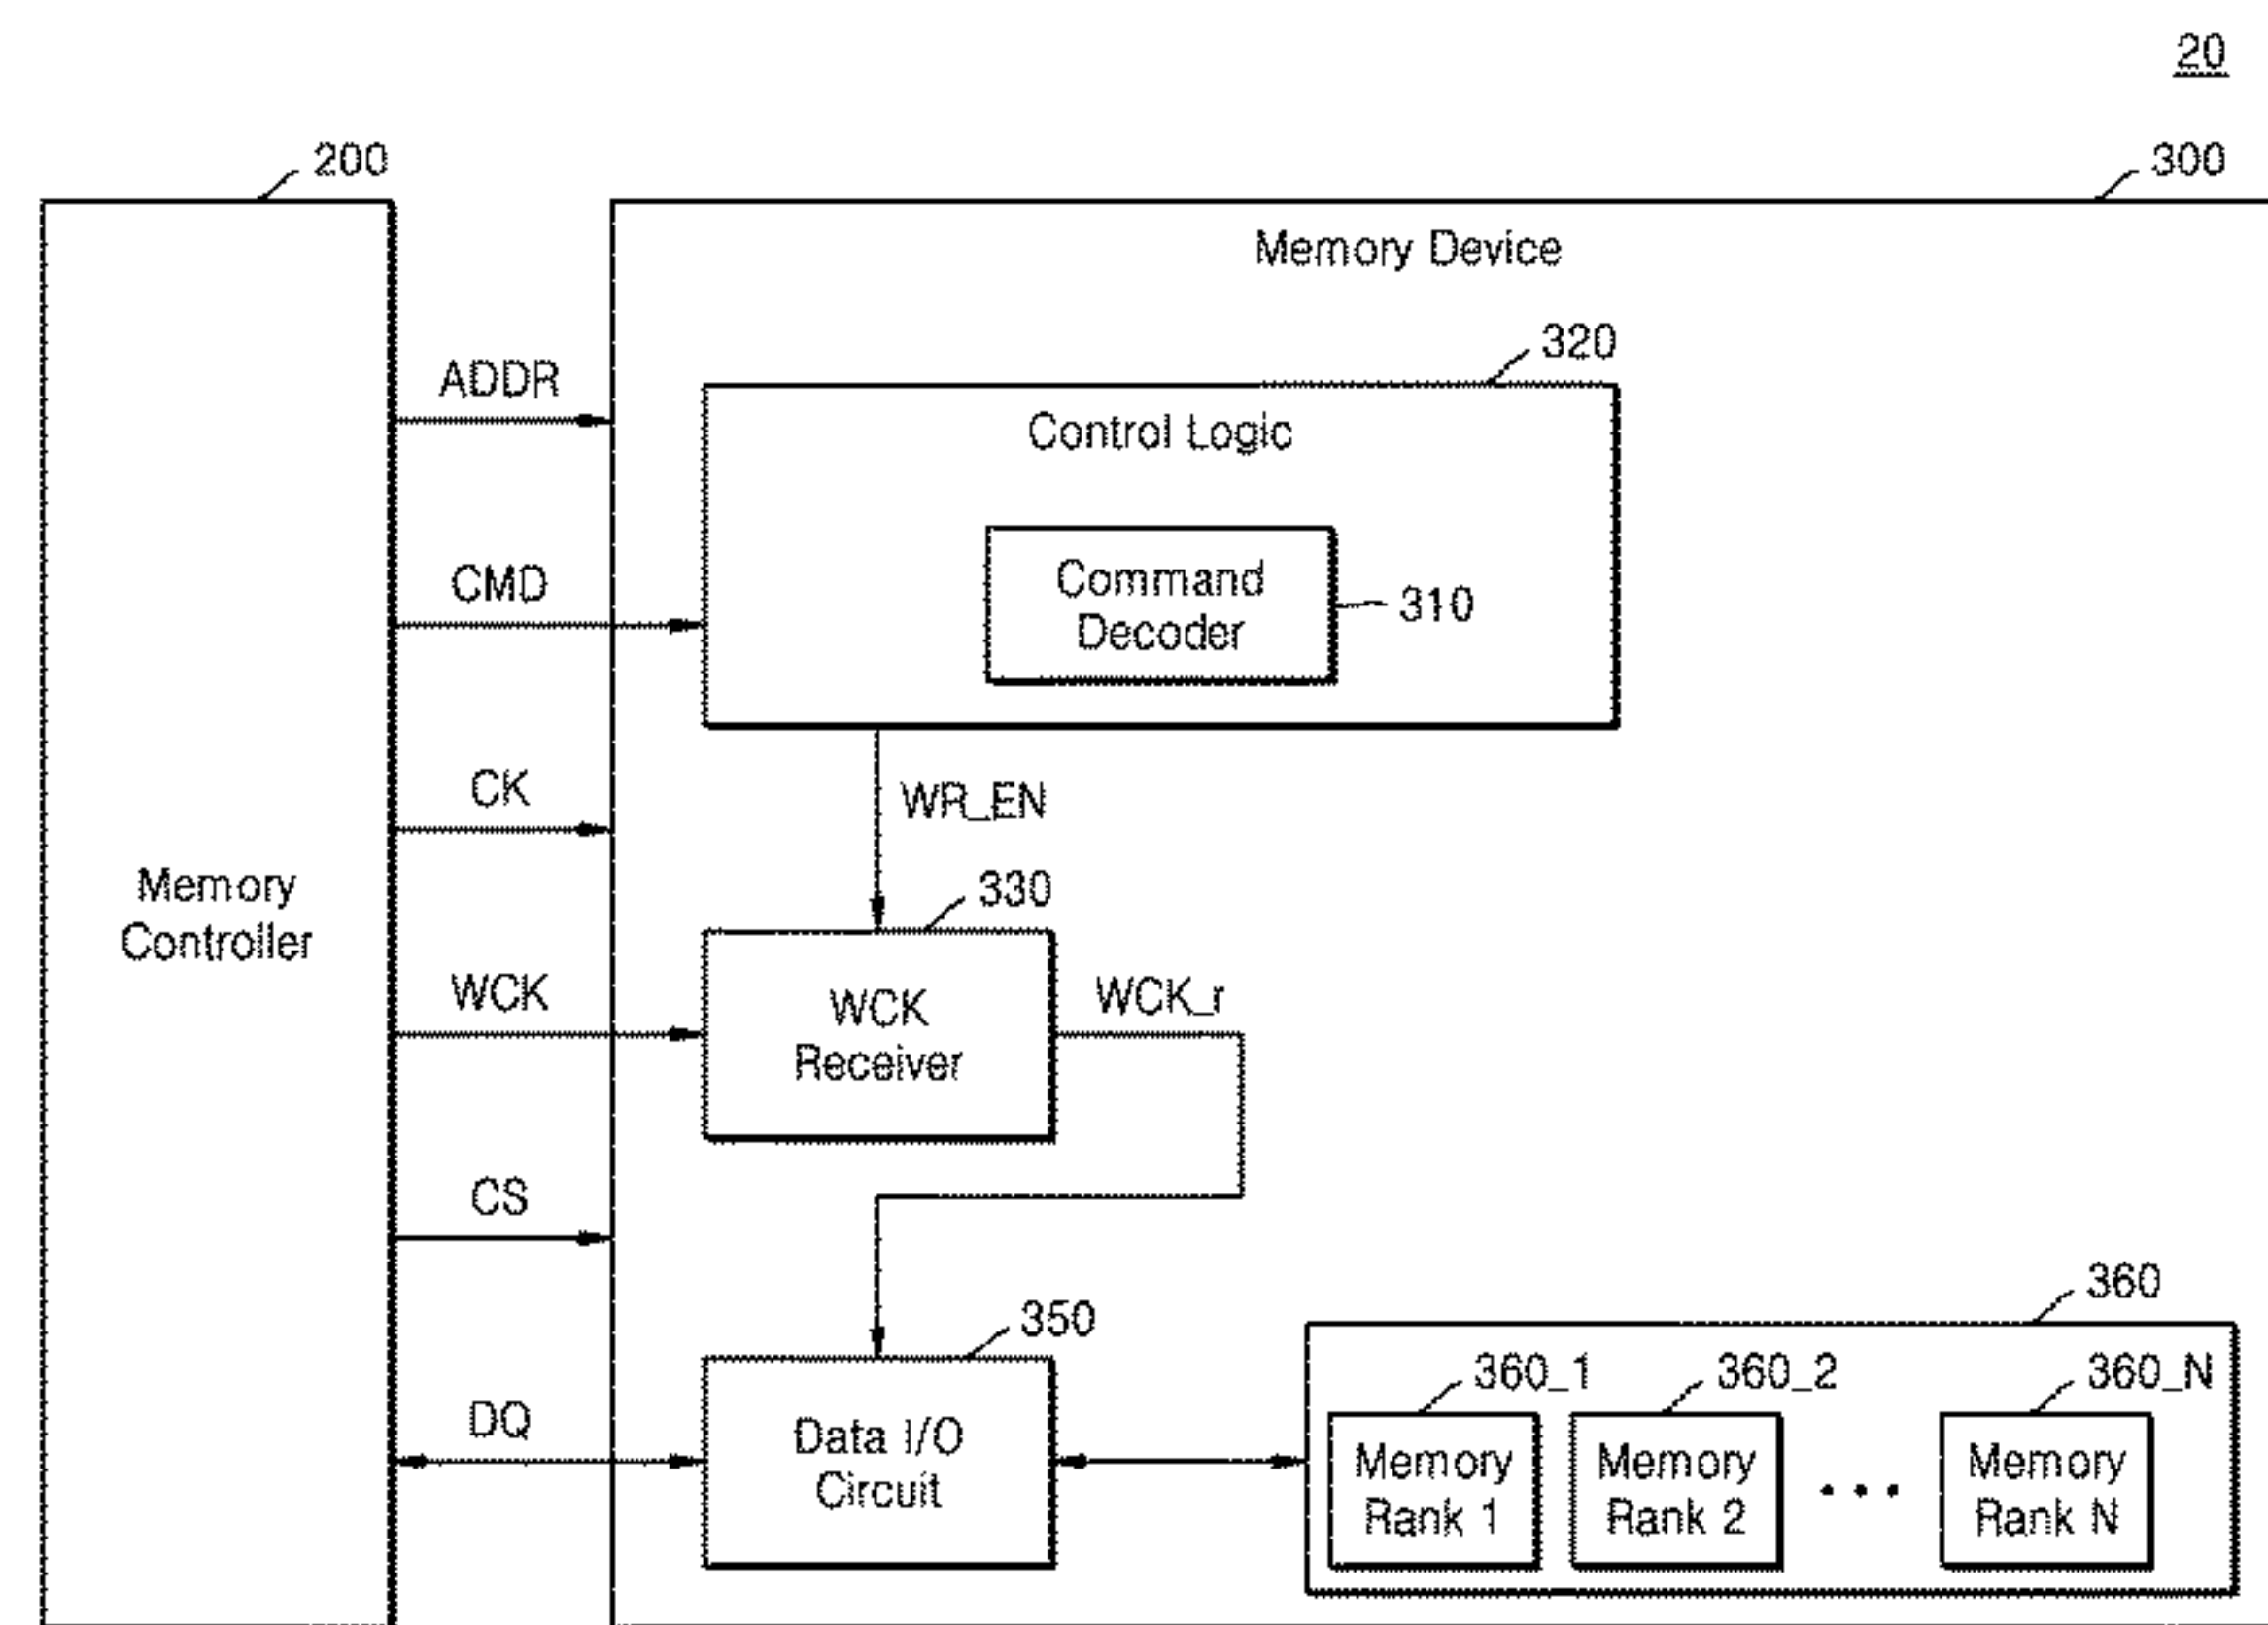 20
200
300
Memory Device
320
ADDR
Control Logic
CMD
Command
Decoder
310
CK
WR_EN
Memory
Controller
330
WCK
WCK
Receiver
WCK_r
CS
350
360
DQ
Data I/O
Circuit
360_1
360_2
360_N
Memory
Rank 1
Memory
Rank 2
• • •
Memory
Rank N